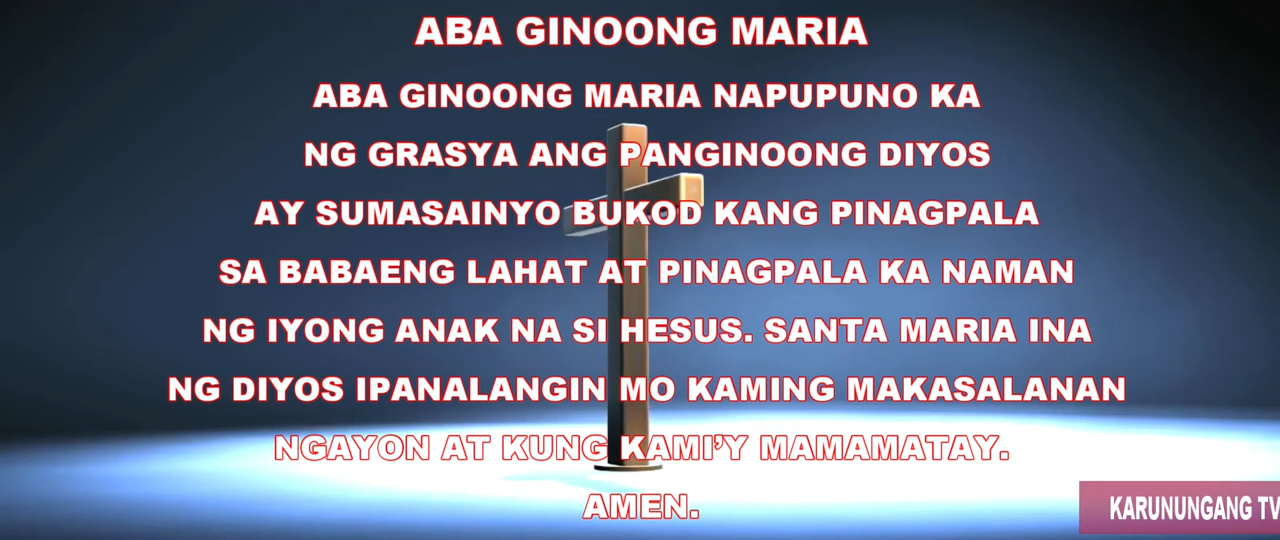 ABA GINOONG MARIA
ABA GINOONG MARIA NAPUPUNO KA
NG GRASYA ANG PANGINOONG DIYOS
AY SUMASAINYO BUKOD KANG PINAGPALA
SA BABAENG LAHAT AT PINAGPALA KA NAMAN
NG IYONG ANAK NA SI HESUS. SANTA MARIA INA
NG DIYOS IPANALANGIN MO KAMING MAKASALANAN
NGAYON AT KUNG KAMI’Y MAMAMATAY.
AMEN.
KARUNUNGANG TV